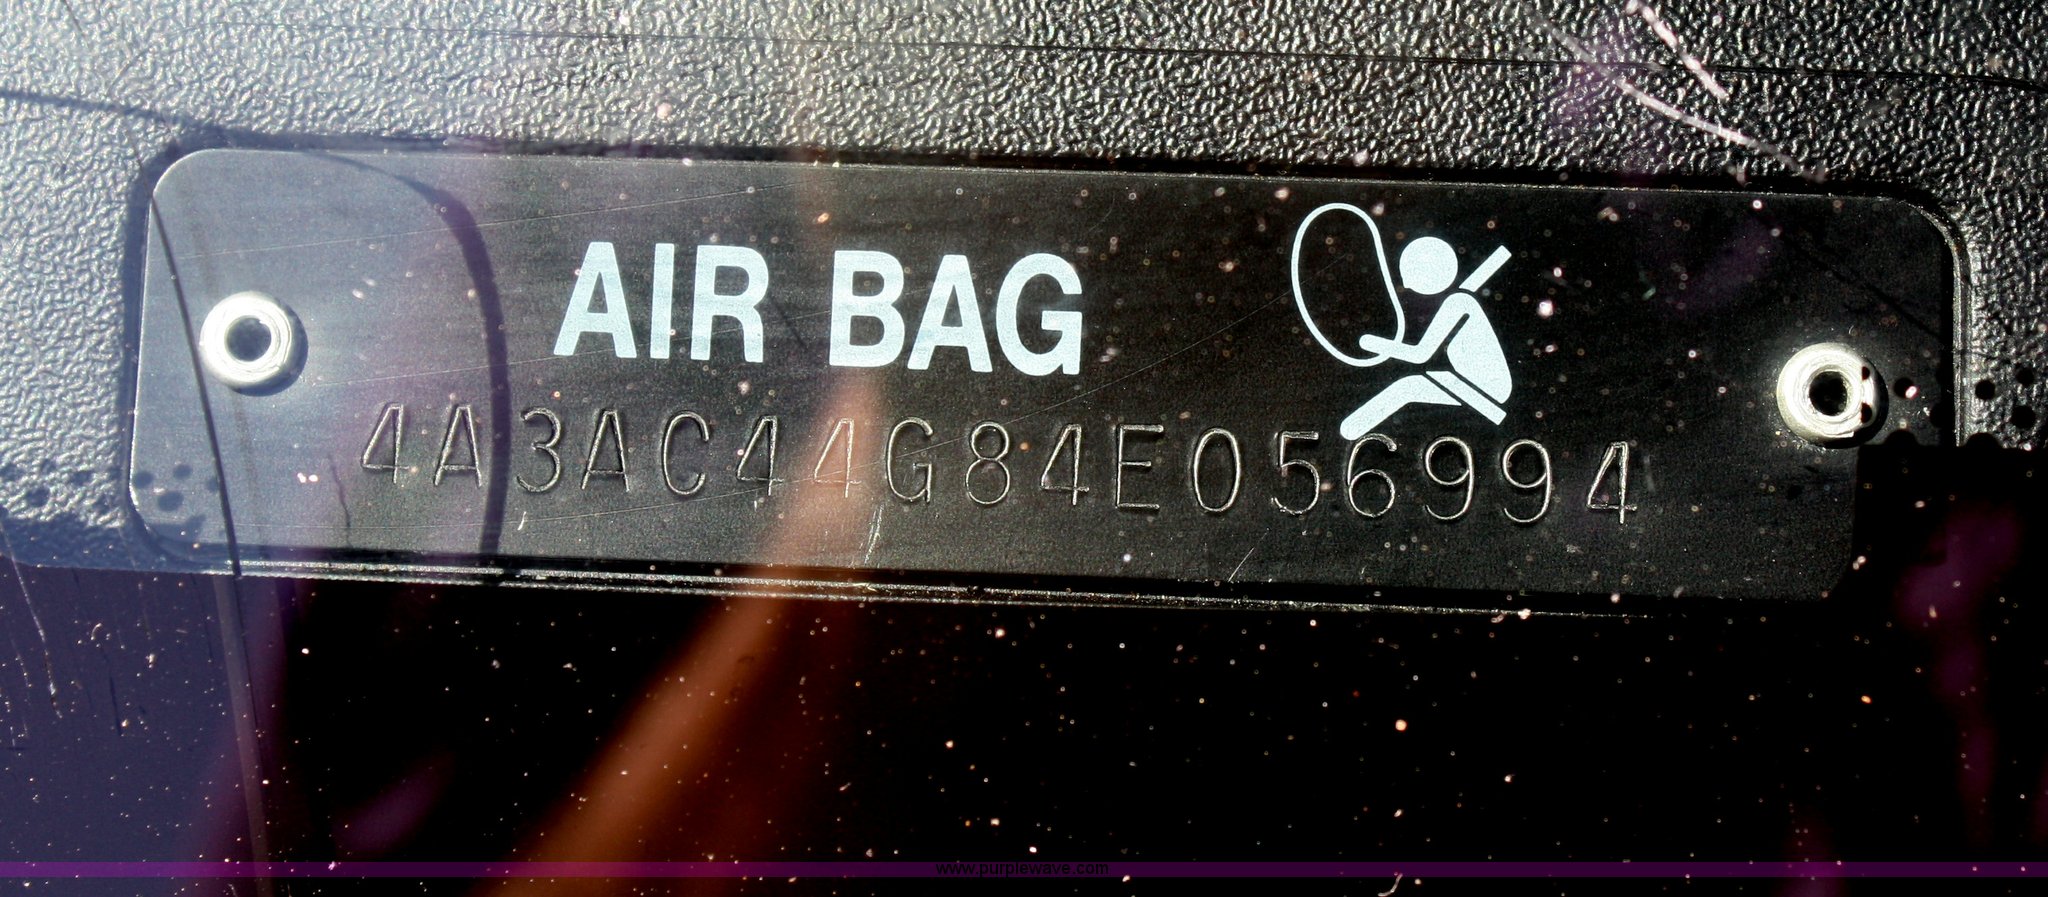 AIR BAG
4A3AC44G84E056994
www.purplewave.com